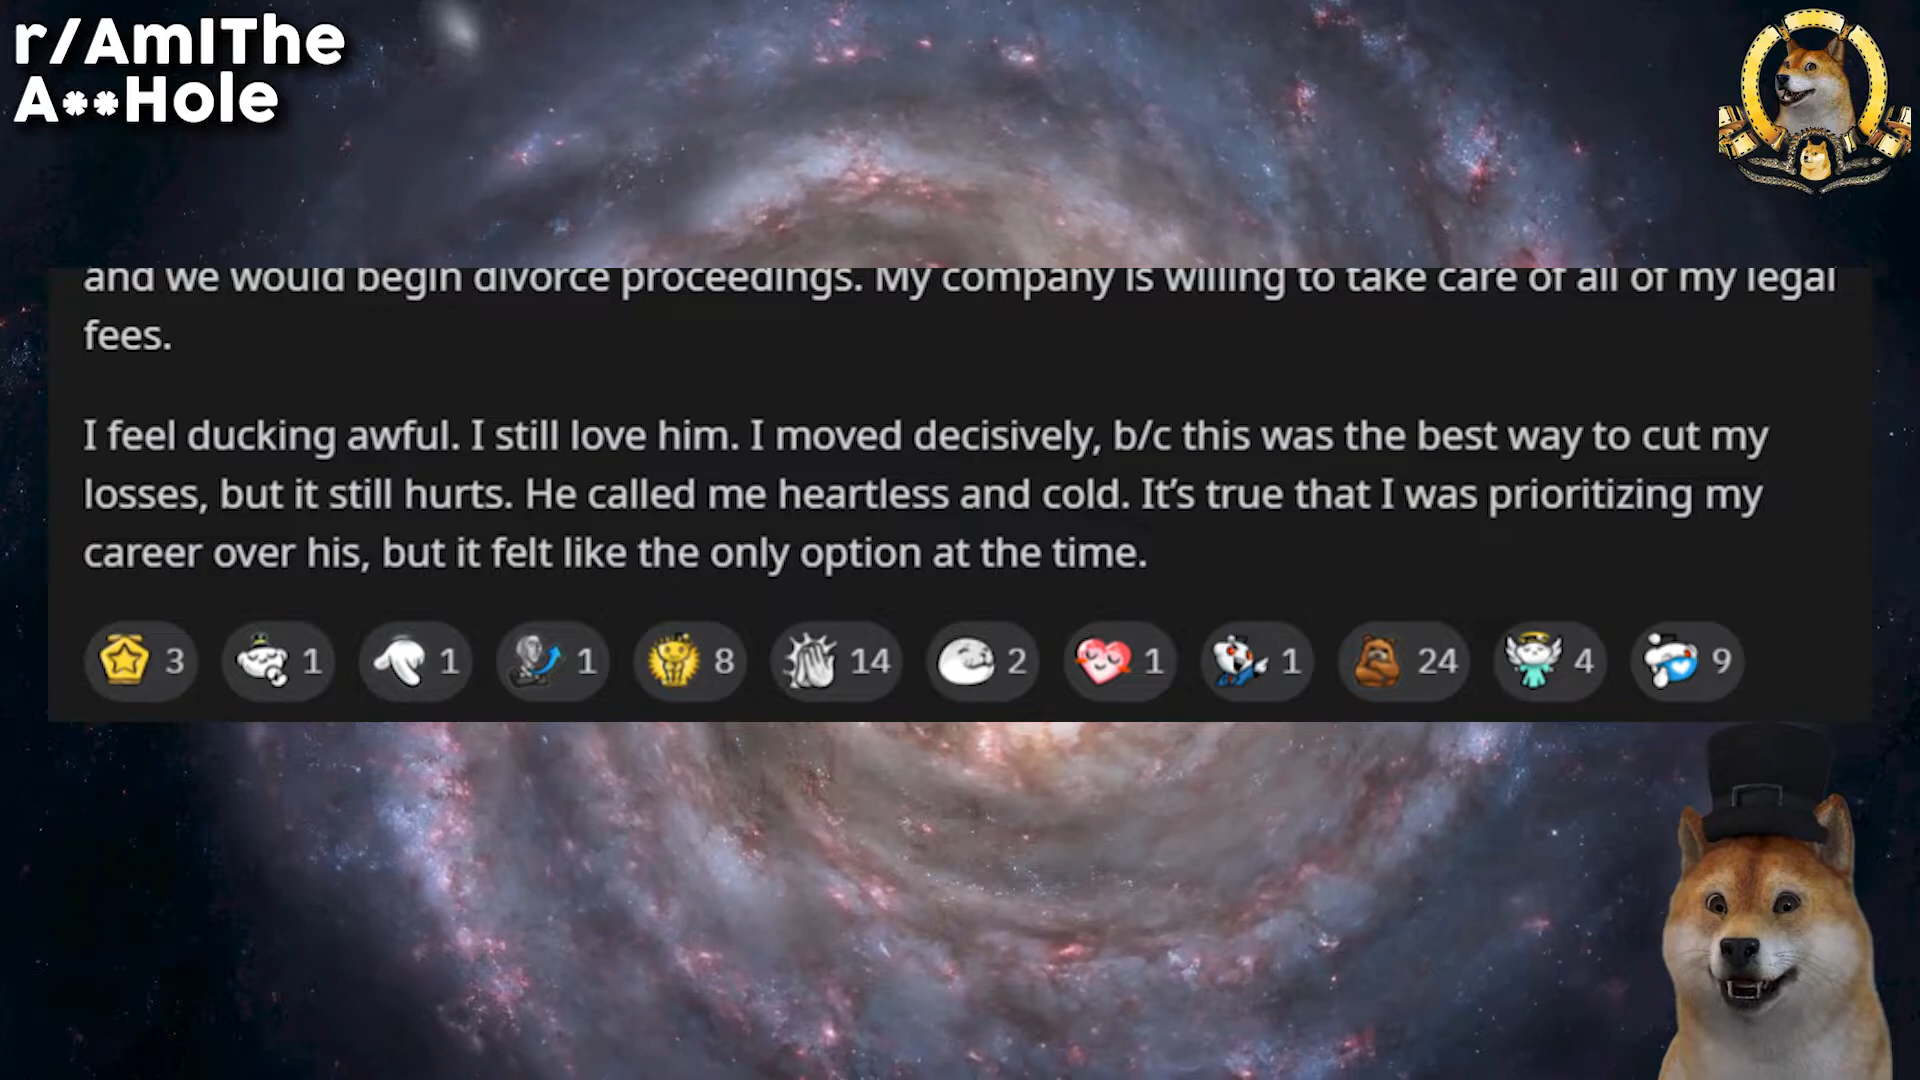 r/AmIThe
A**Hole
and we would begin divorce proceedings. My company is willing to take care of all of my legal
fees.
I feel ducking awful. I still love him. I moved decisively, b/c this was the best way to cut my
losses, but it still hurts. He called me heartless and cold. It’s true that I was prioritizing my
career over his, but it felt like the only option at the time.
3 1 1 1 8 14 2 1 1 24 4 9